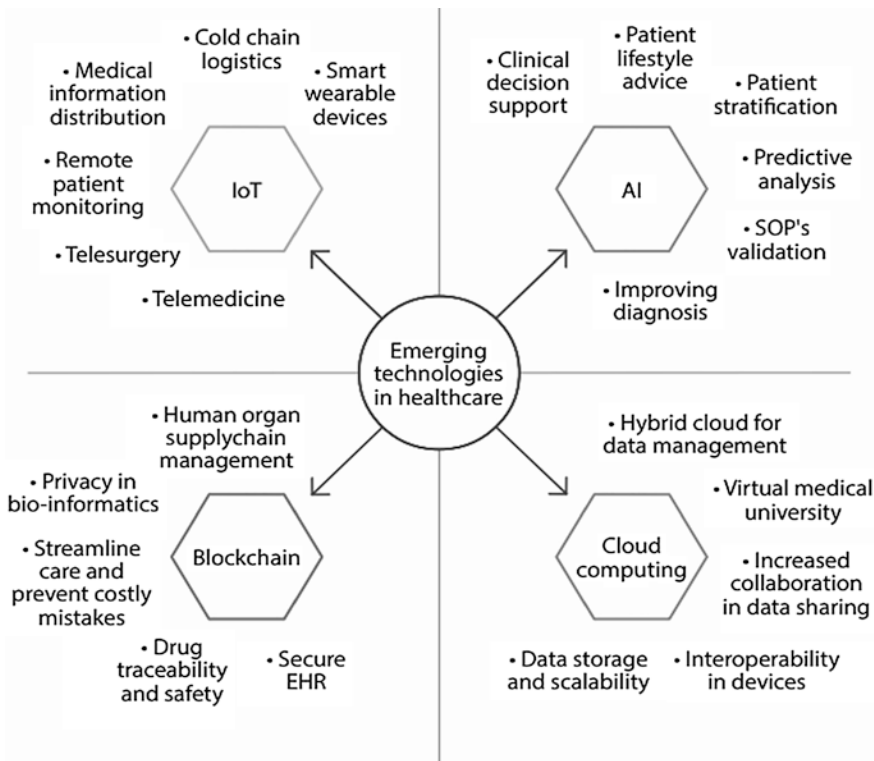 • Cold chain
logistics
• Medical
information
distribution
• Smart
wearable
devices
• Remote
patient
monitoring
IoT
• Telesurgery
• Telemedicine
• Clinical
decision
support
• Patient
lifestyle
advice
• Patient
stratification
AI
• Predictive
analysis
• SOP's
validation
• Improving
diagnosis
Emerging
technologies
in healthcare
• Human organ
supplychain
management
• Privacy in
bio-informatics
Blockchain
• Streamline
care and
prevent costly
mistakes
• Drug
traceability
and safety
• Secure
EHR
• Hybrid cloud for
data management
• Virtual medical
university
Cloud
computing
• Increased
collaboration
in data sharing
• Data storage
and scalability
• Interoperability
in devices